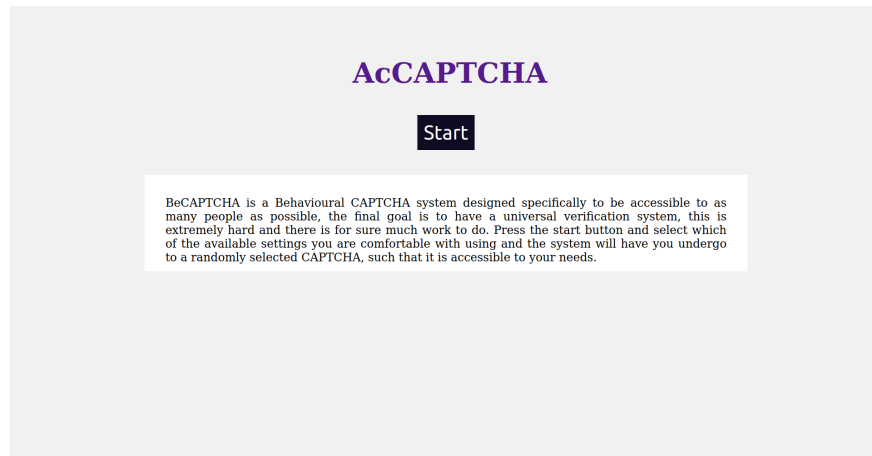 AcCAPTCHA
Start
BeCAPTCHA is a Behavioural CAPTCHA system designed specifically to be accessible to as
many people as possible, the final goal is to have a universal verification system, this is
extremely hard and there is for sure much work to do. Press the start button and select which
of the available settings you are comfortable with using and the system will have you undergo
to a randomly selected CAPTCHA, such that it is accessible to your needs.